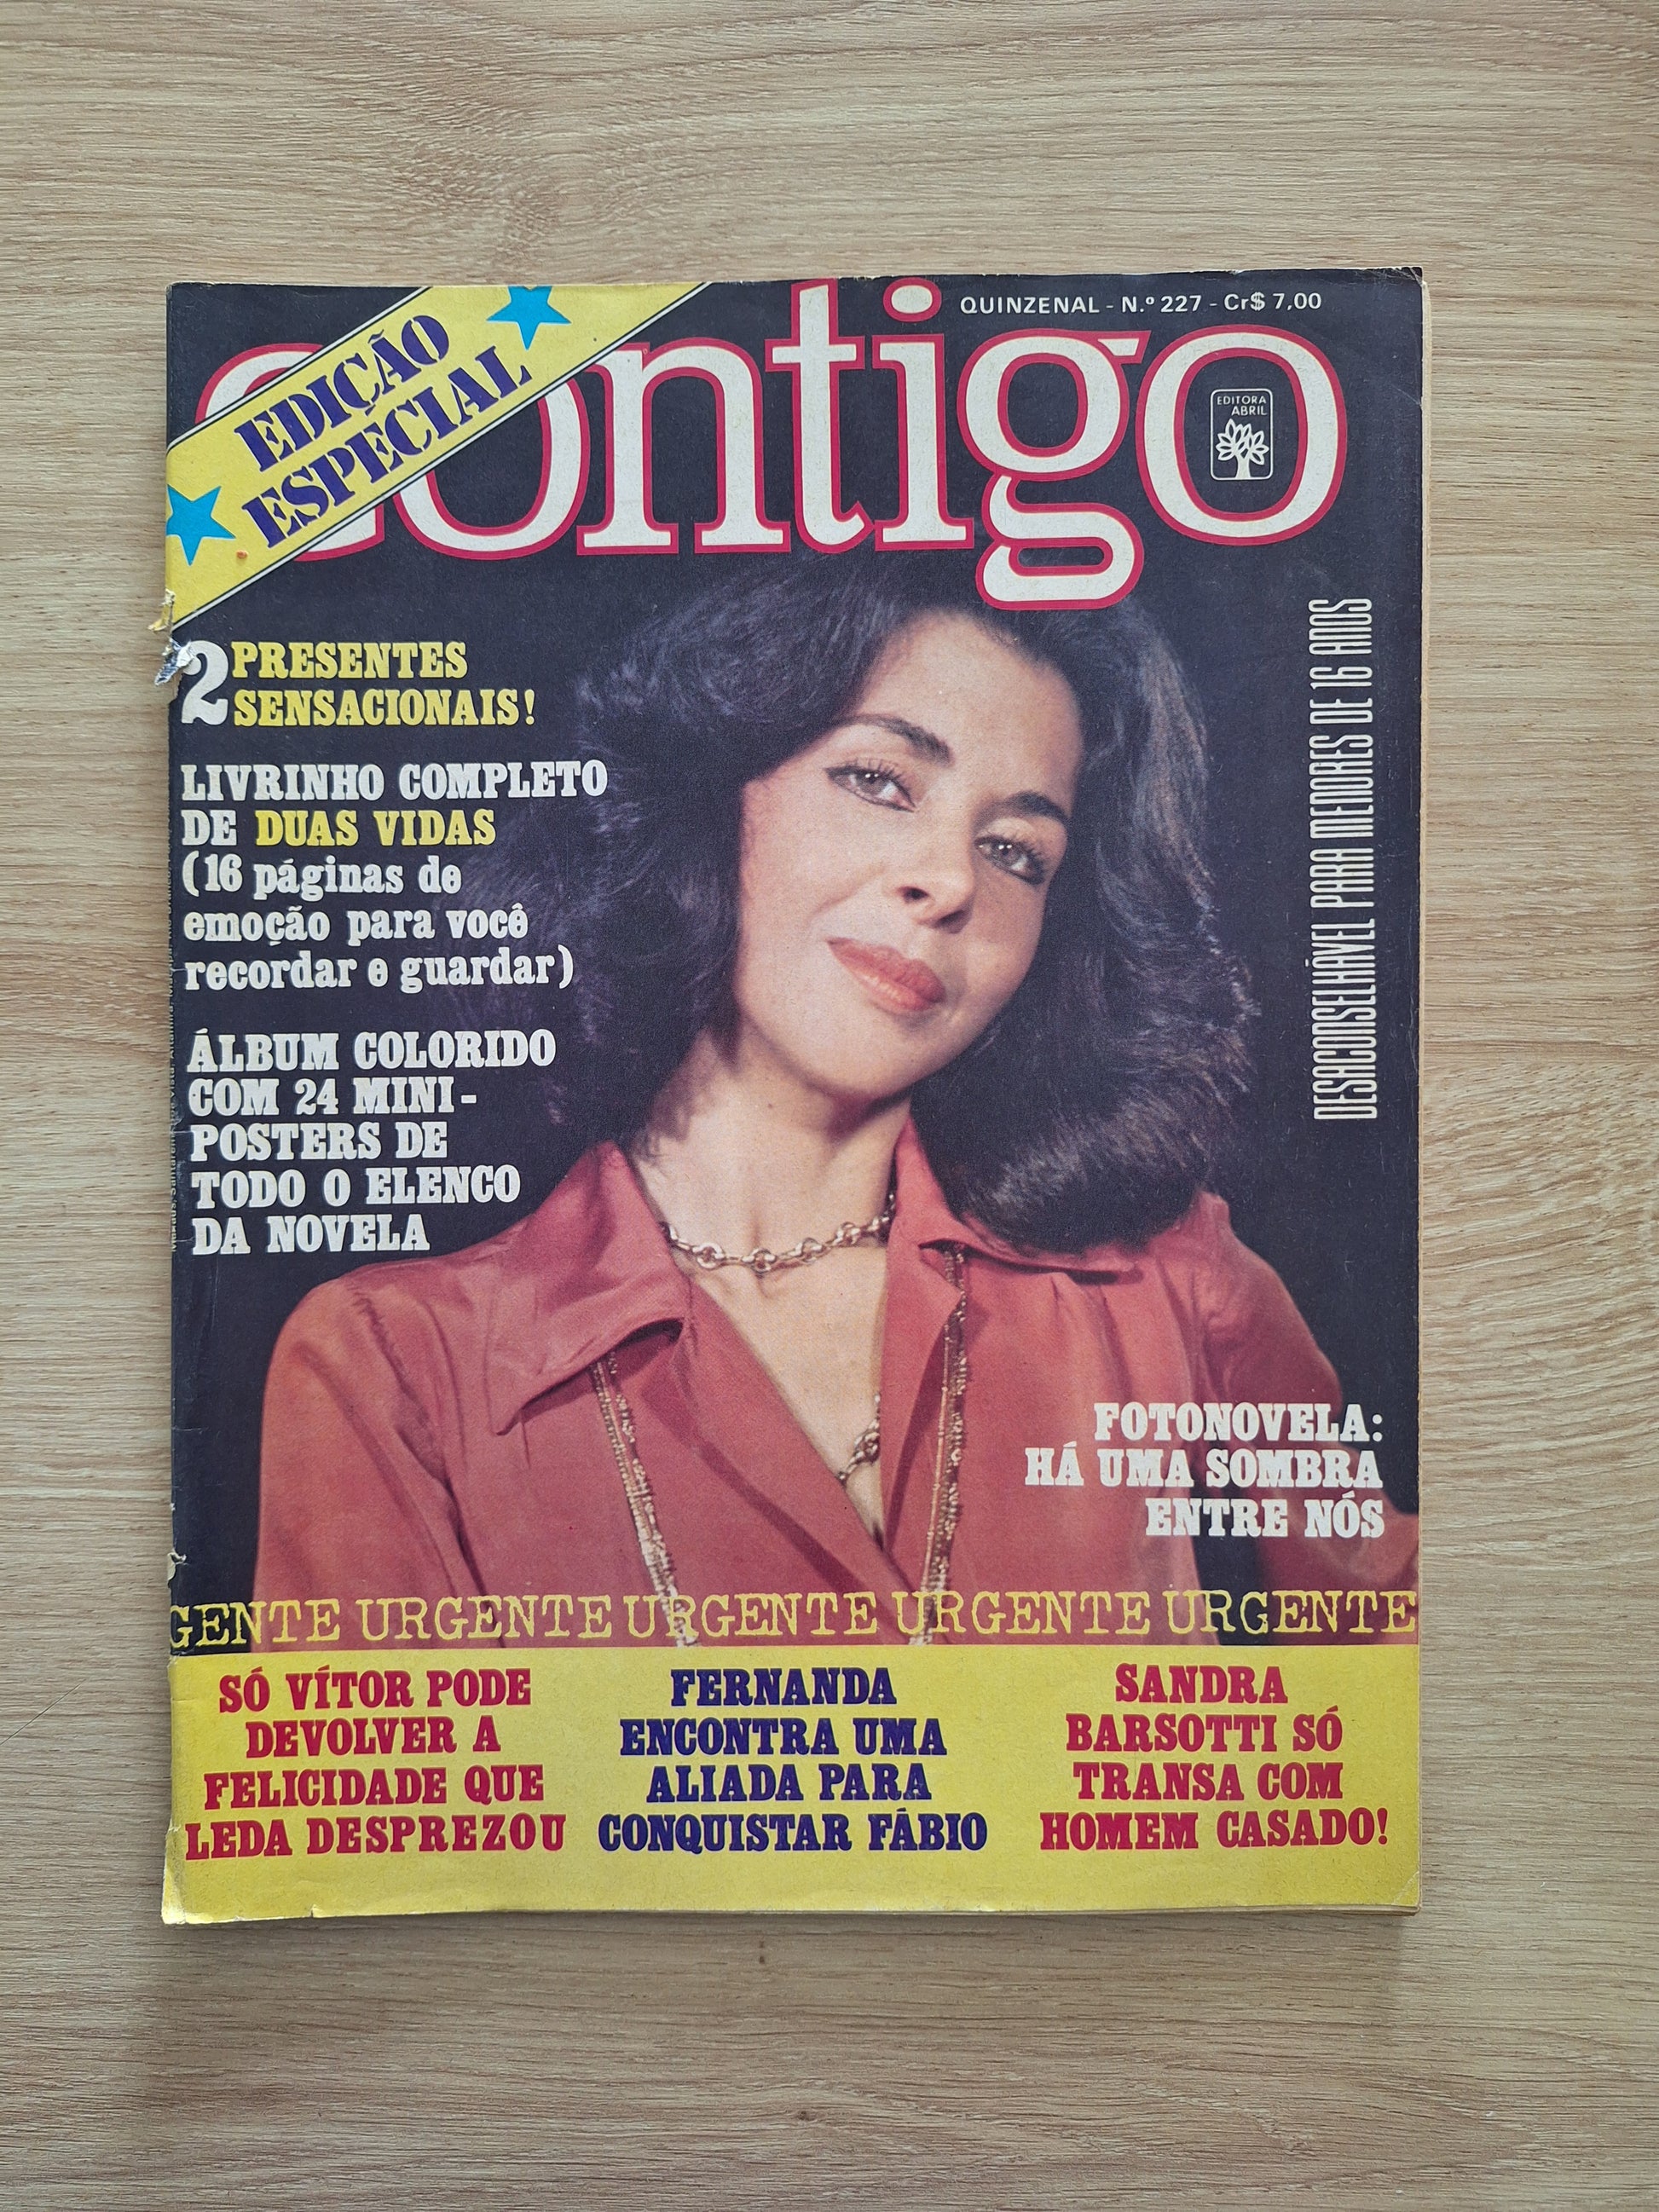 EDIÇÃO
ESPECIAL
contigo
QUINZENAL - N.º 227 - Cr$ 7,00
EDITORA
ABRIL
2 PRESENTES
SENSACIONAIS!
LIVRINHO COMPLETO
DE DUAS VIDAS
(16 páginas de
emoção para você
recordar e guardar)
ÁLBUM COLORIDO
COM 24 MINI-
POSTERS DE
TODO O ELENCO
DA NOVELA
DESACONSELHÁVEL PARA MENORES DE 16 ANOS
FOTONOVELA:
HÁ UMA SOMBRA
ENTRE NÓS
GENTE URGENTE URGENTE URGENTE URGENTE
SÓ VÍTOR PODE
DEVOLVER A
FELICIDADE QUE
LEDA DESPREZOU
FERNANDA
ENCONTRA UMA
ALIADA PARA
CONQUISTAR FÁBIO
SANDRA
BARSOTTI SÓ
TRANSA COM
HOMEM CASADO!